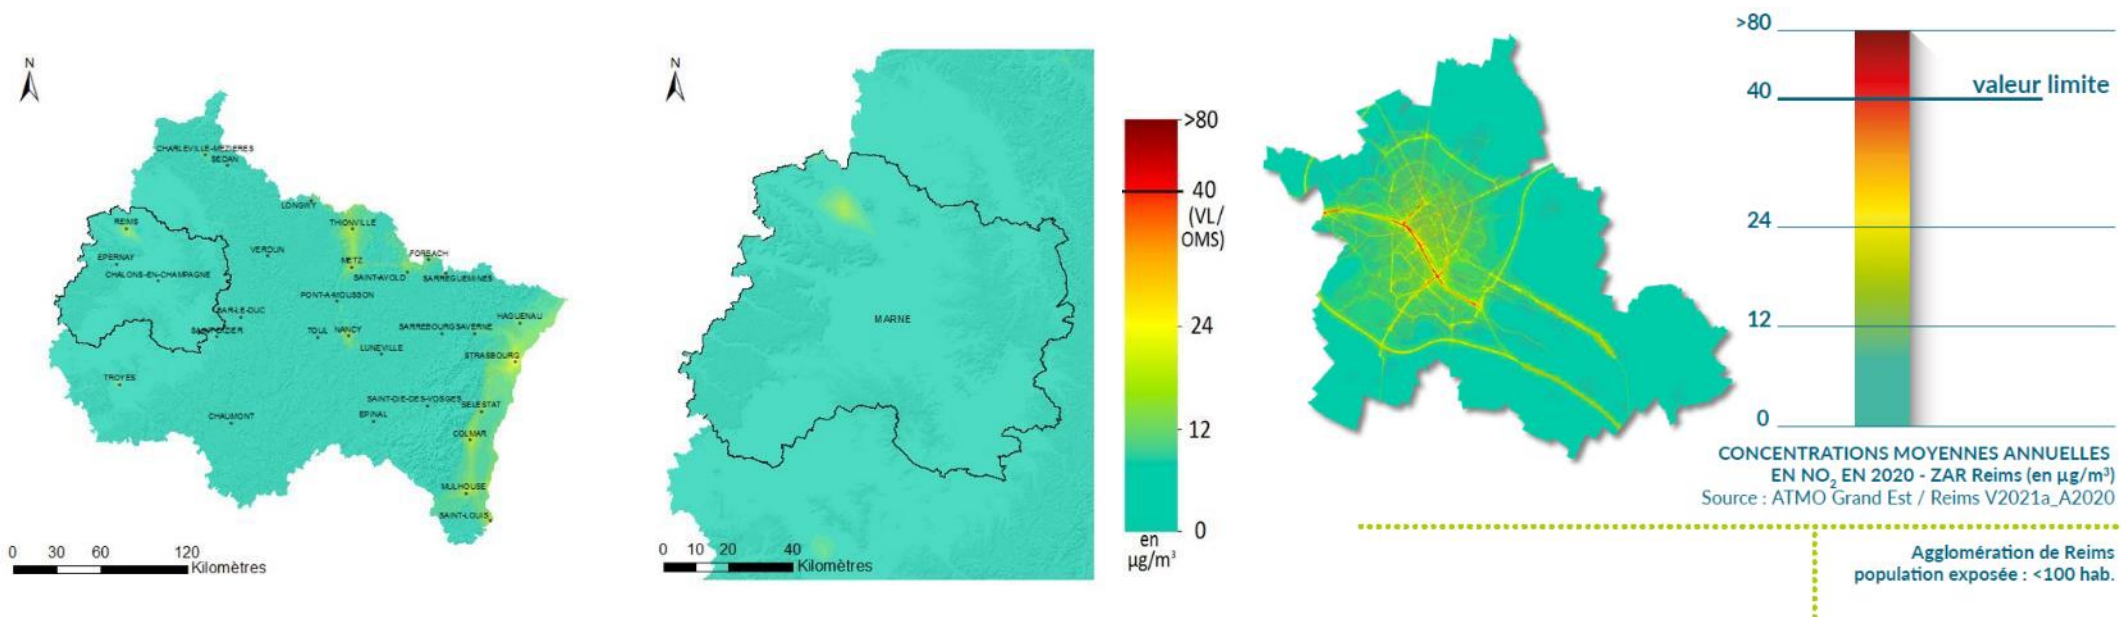 N
CHARLEVILLE-MEZIERES
SEDAN
LONGWY
THIONVILLE
REIMS
VERDUN
METZ
FORBACH
EPERNAY
SAINT-AVOLD
SARREGUEMINES
CHALONS-EN-CHAMPAGNE
PONT-A-MOUSSON
BAR-LE-DUC
HAGUENAU
SAINT-DIZIER
TOUL
NANCY
SARREBOURG
SAVERNE
LUNEVILLE
STRASBOURG
TROYES
SAINT-DIE-DES-VOSGES
SELESTAT
CHAUMONT
EPINAL
COLMAR
MULHOUSE
SAINT-LOUIS
0 30 60 120
Kilomètres
N
MARNE
0 10 20 40
Kilomètres
>80
40
(VL/
OMS)
24
12
0
en
µg/m³
>80
valeur limite
40
24
12
0
CONCENTRATIONS MOYENNES ANNUELLES
EN NO₂ EN 2020 - ZAR Reims (en µg/m³)
Source : ATMO Grand Est / Reims V2021a_A2020
Agglomération de Reims
population exposée : <100 hab.